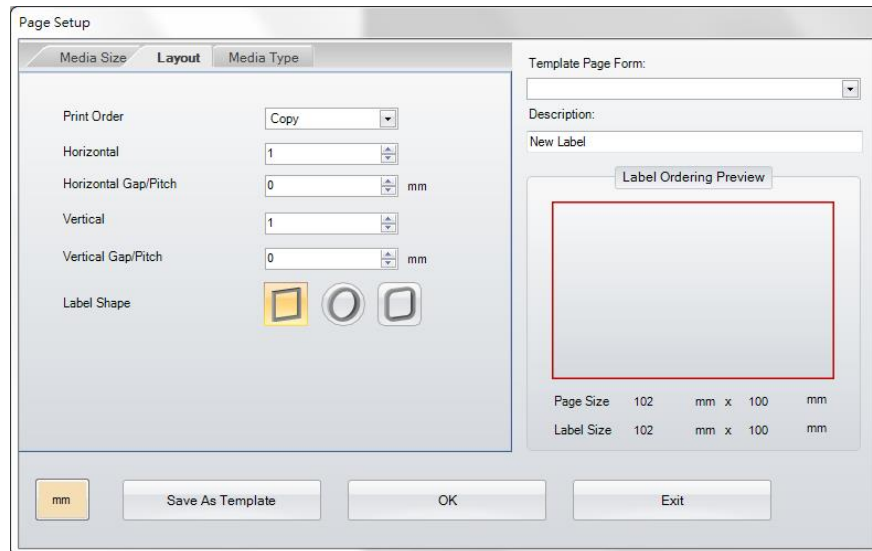 Page Setup
Media Size Layout Media Type
Print Order Copy
Horizontal 1
Horizontal Gap/Pitch 0 mm
Vertical 1
Vertical Gap/Pitch 0 mm
Label Shape
Template Page Form:
Description:
New Label
Label Ordering Preview
Page Size 102 mm x 100 mm
Label Size 102 mm x 100 mm
mm Save As Template OK Exit